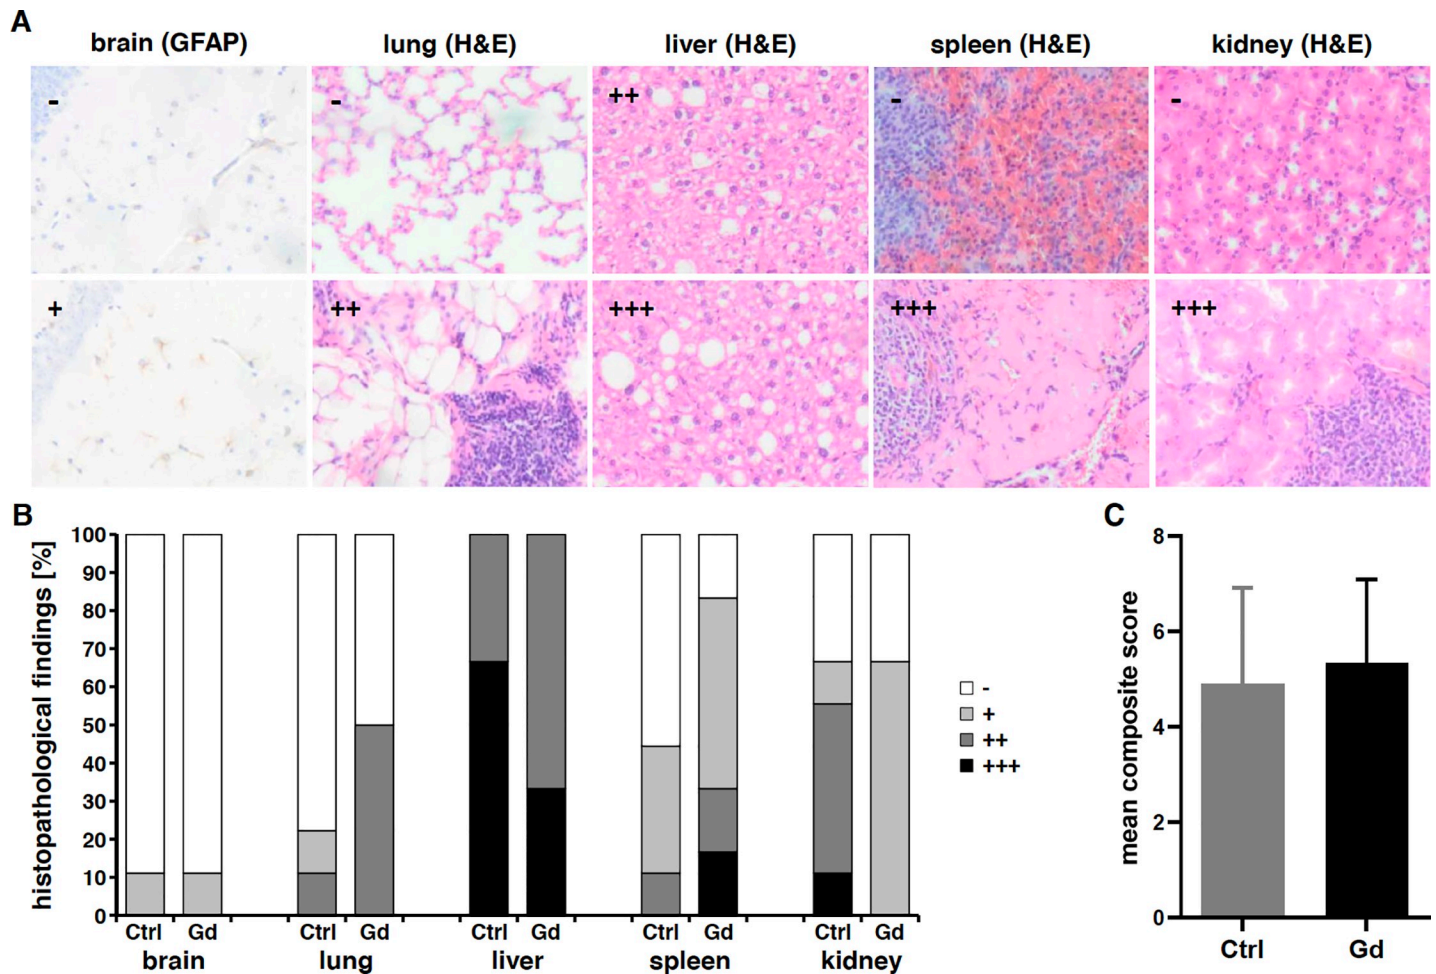 A
brain (GFAP) lung (H&E) liver (H&E) spleen (H&E) kidney (H&E)
- - ++ - -
+ ++ +++ +++ +++
B
histopathological findings [%]
100
90
80
70
60
50
40
30
20
10
0
Ctrl Gd Ctrl Gd Ctrl Gd Ctrl Gd Ctrl Gd
brain lung liver spleen kidney
-
+
++
+++
C
mean composite score
8
6
4
2
0
Ctrl Gd